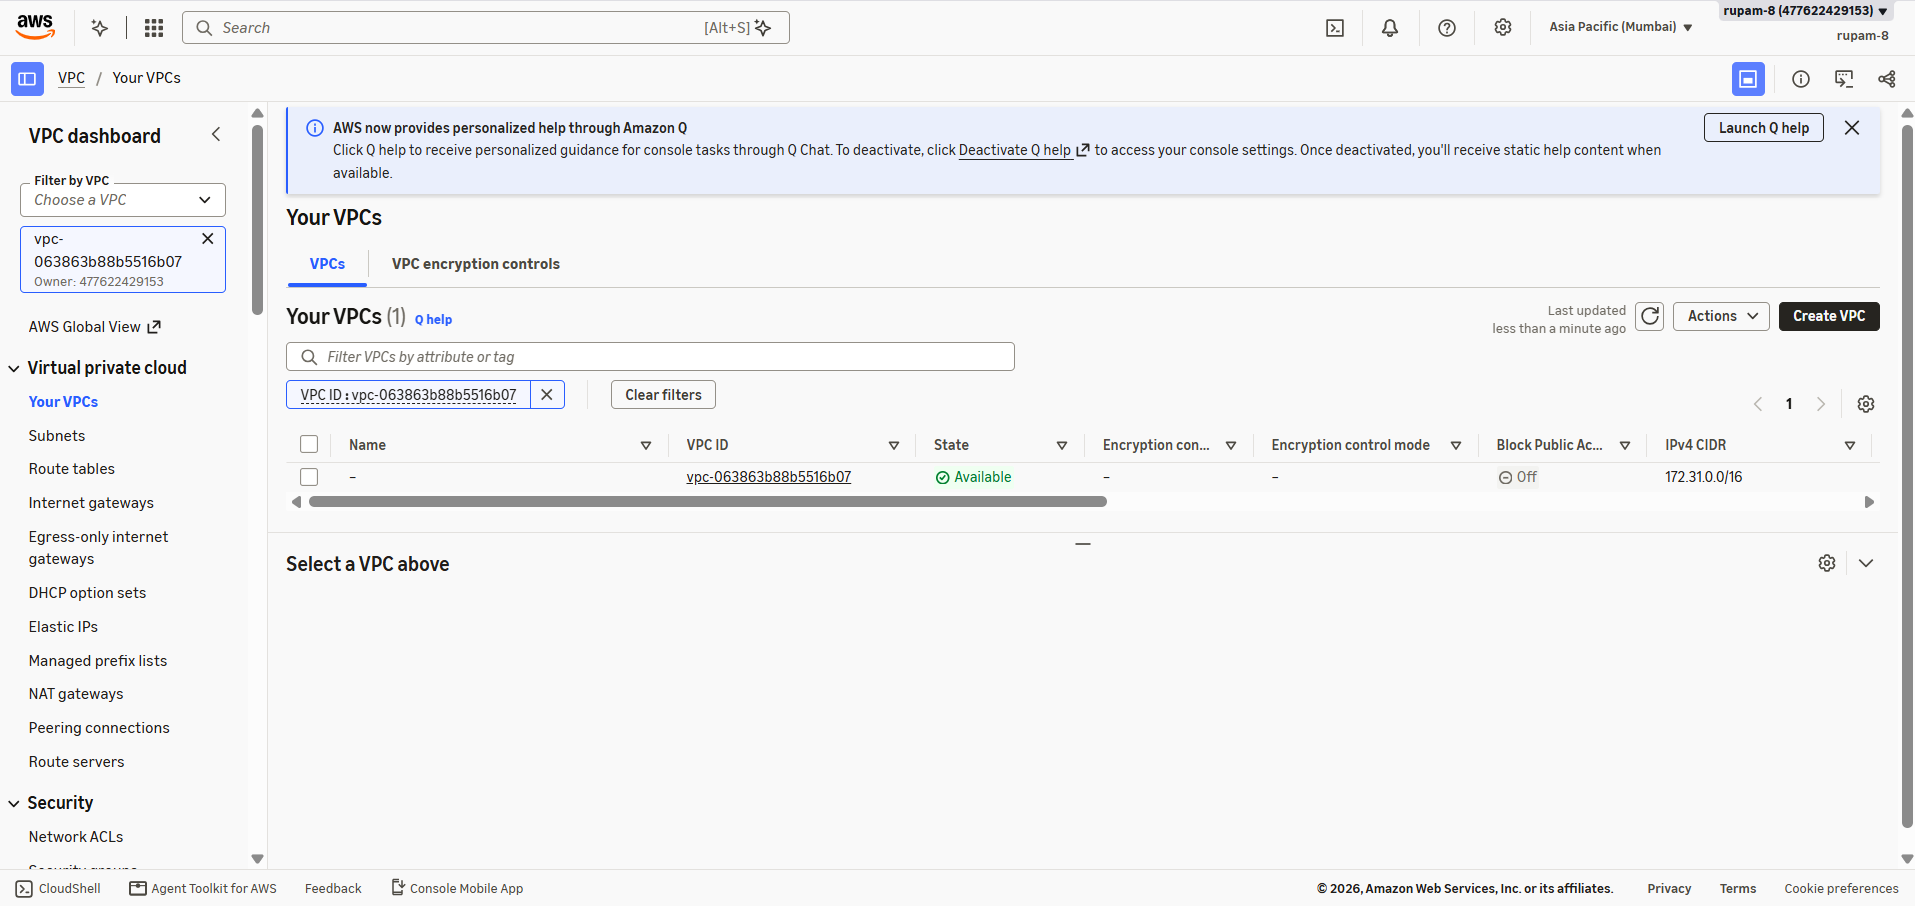 aws
Search
[Alt+S]
Asia Pacific (Mumbai)
rupam-8 (477622429153)
rupam-8
VPC / Your VPCs
VPC dashboard
Filter by VPC
Choose a VPC
vpc-
063863b88b5516b07
Owner: 477622429153
AWS Global View
Virtual private cloud
Your VPCs
Subnets
Route tables
Internet gateways
Egress-only internet
gateways
DHCP option sets
Elastic IPs
Managed prefix lists
NAT gateways
Peering connections
Route servers
Security
Network ACLs
Security groups
AWS now provides personalized help through Amazon Q
Click Q help to receive personalized guidance for console tasks through Q Chat. To deactivate, click Deactivate Q help to access your console settings. Once deactivated, you'll receive static help content when
available.
Launch Q help
Your VPCs
VPCs
VPC encryption controls
Your VPCs (1) Q help
Last updated
less than a minute ago
Actions
Create VPC
Filter VPCs by attribute or tag
VPC ID : vpc-063863b88b5516b07
Clear filters
1
Name VPC ID State Encryption con... Encryption control mode Block Public Ac... IPv4 CIDR
– vpc-063863b88b5516b07 Available – – Off 172.31.0.0/16
Select a VPC above
CloudShell Agent Toolkit for AWS Feedback Console Mobile App
© 2026, Amazon Web Services, Inc. or its affiliates. Privacy Terms Cookie preferences